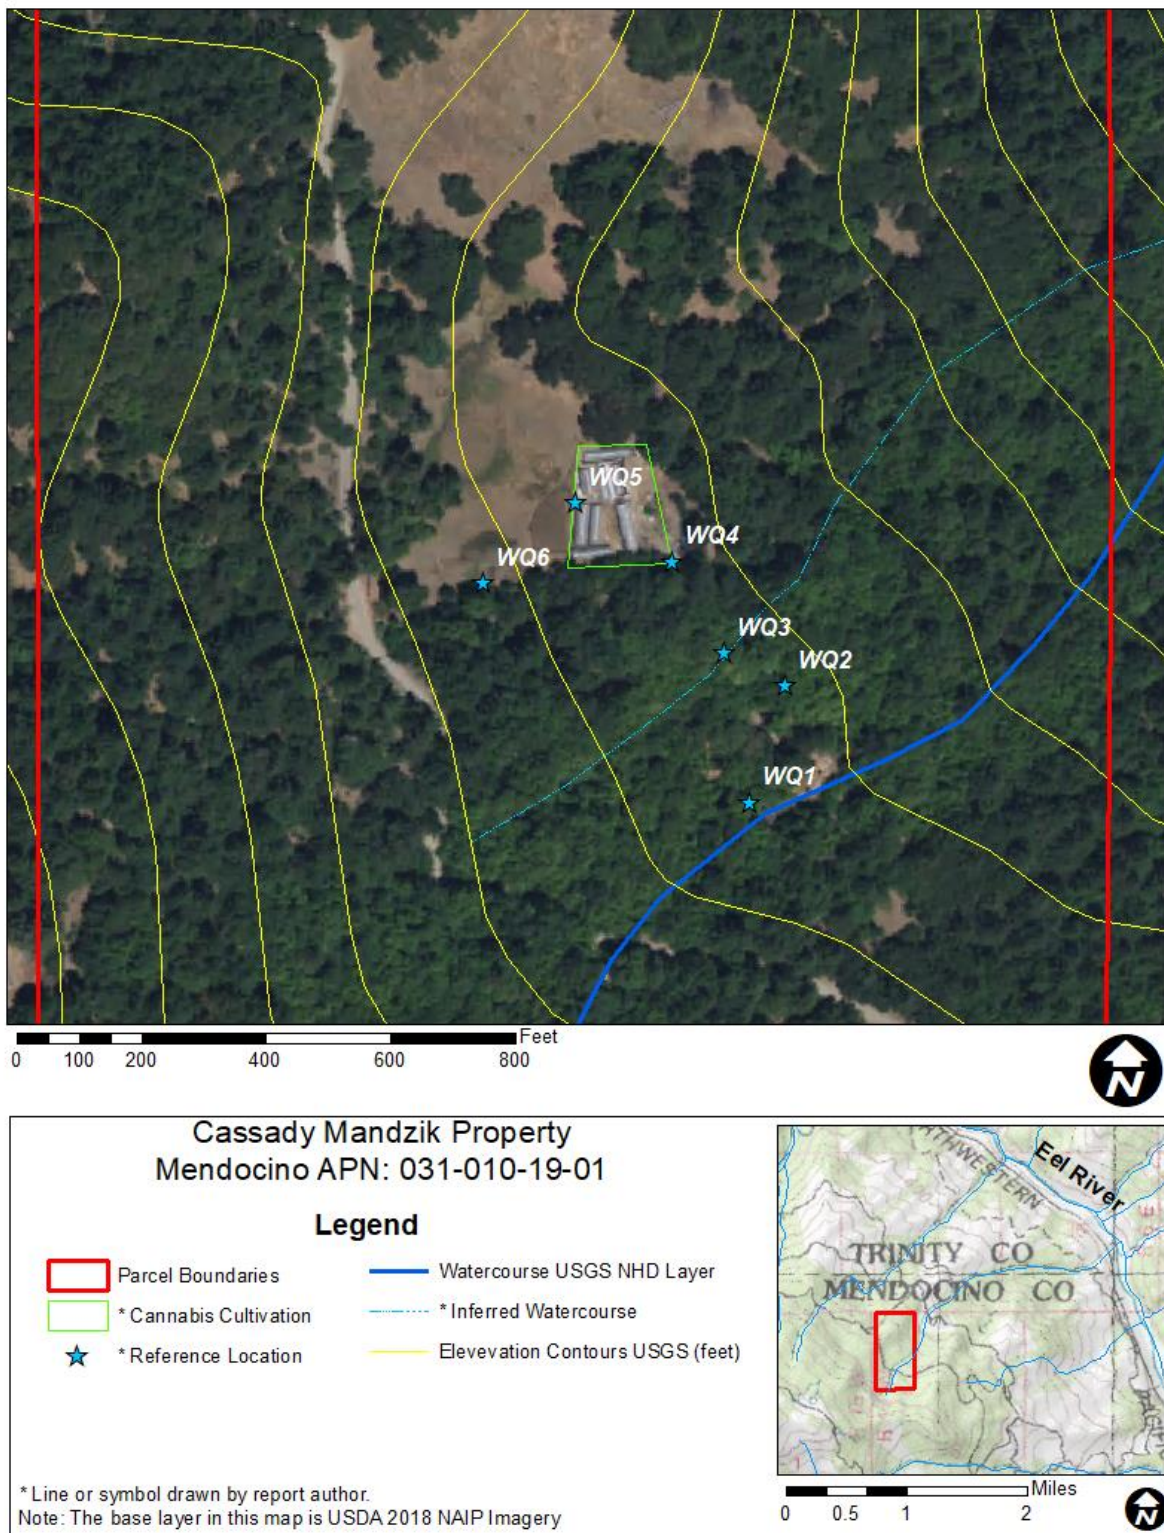 WQ5
WQ4
WQ6
WQ3
WQ2
WQ1
Feet
0 100 200 400 600 800
N
Cassady Mandzik Property
Mendocino APN: 031-010-19-01
Legend
Parcel Boundaries
Watercourse USGS NHD Layer
* Cannabis Cultivation
* Inferred Watercourse
* Reference Location
Elevevation Contours USGS (feet)
* Line or symbol drawn by report author.
Note: The base layer in this map is USDA 2018 NAIP Imagery
Eel River
THWESTERN
TRINITY CO
MENDOCINO CO
Miles
0 0.5 1 2
N